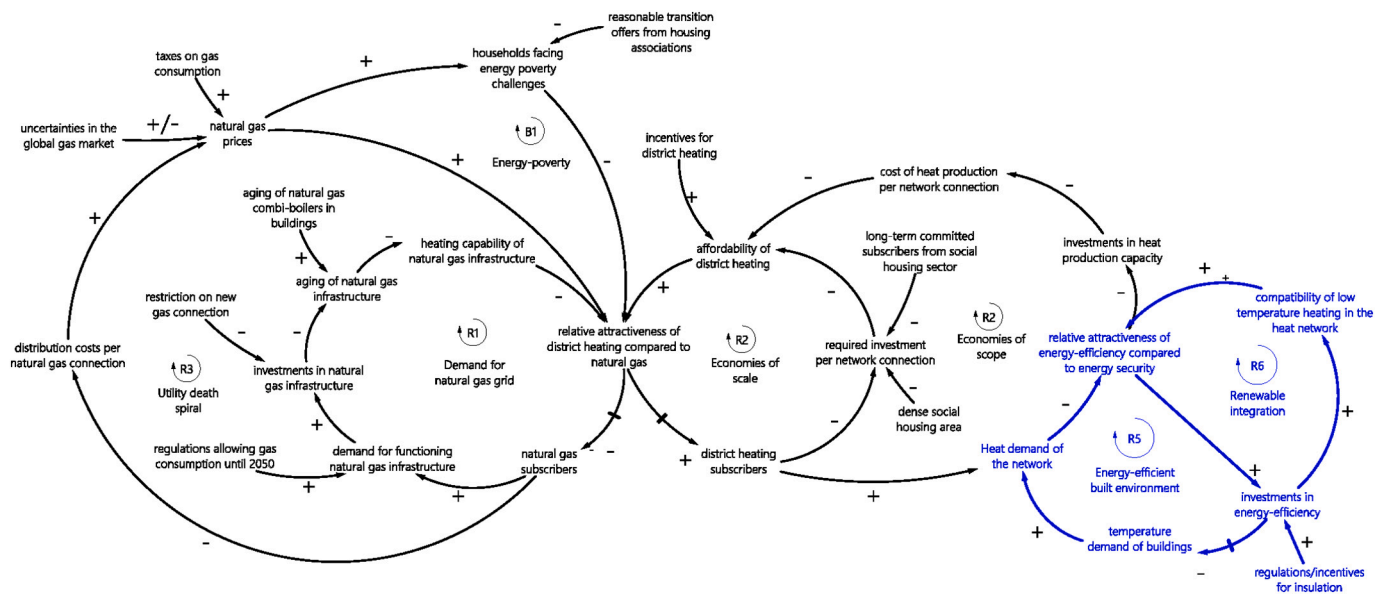 reasonable transition
offers from housing
associations
-
taxes on gas
consumption
+
households facing
energy poverty
challenges
+
uncertainties in the
global gas market
+/-
natural gas
prices
B1
Energy-poverty
-
+
incentives for
district heating
+
cost of heat production
per network connection
-
-
aging of natural gas
combi-boilers in
buildings
+
-
heating capability of
natural gas infrastructure
-
affordability of
district heating
+
-
long-term committed
subscribers from social
housing sector
-
investments in heat
production capacity
-
+
+
compatibility of low
temperature heating in the
heat network
+
aging of natural gas
infrastructure
restriction on new
gas connection
-
-
R1
Demand for
natural gas grid
relative attractiveness of
district heating compared to
natural gas
R2
Economies of
scale
required investment
per network connection
R2
Economies of
scope
relative attractiveness of
energy-efficiency compared
to energy security
R6
Renewable
integration
+
distribution costs per
natural gas connection
+
R3
Utility death
spiral
investments in natural
gas infrastructure
-
dense social
housing area
-
-
R5
Energy-efficient
built environment
+
regulations allowing gas
consumption until 2050
+
demand for functioning
natural gas infrastructure
+
+
natural gas
subscribers
-
-
+
district heating
subscribers
+
Heat demand of
the network
investments in
energy-efficiency
-
+
temperature
demand of buildings
-
+
regulations/incentives
for insulation